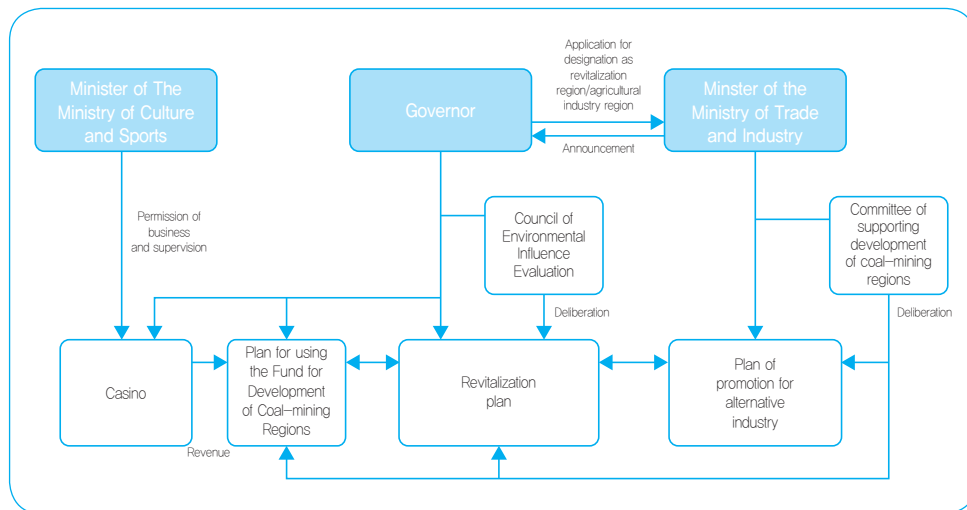 Minister of The
Ministry of Culture
and Sports
Governor
Application for
designation as
revitalization
region/agricultural
industry region
Announcement
Minster of the
Ministry of Trade
and Industry
Permission of
business
and supervision
Council of
Environmental
Influence
Evaluation
Committee of
supporting
development
of coal-mining
regions
Deliberation
Deliberation
Casino
Plan for using
the Fund for
Development
of Coal-mining
Regions
Revitalization
plan
Plan of
promotion for
alternative
industry
Revenue